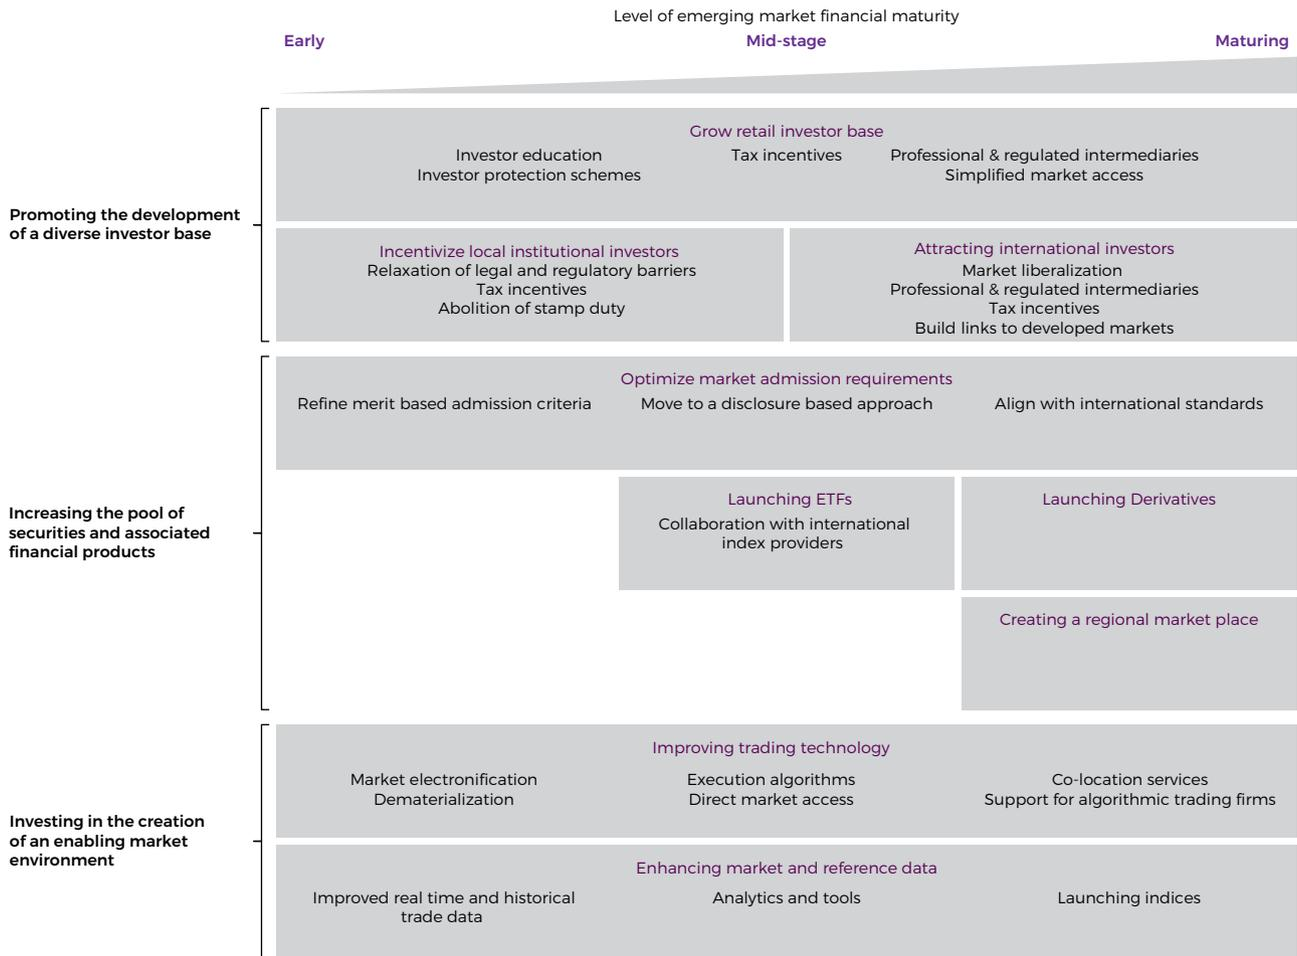 Level of emerging market financial maturity
Early
Mid-stage
Maturing
Promoting the development
of a diverse investor base
Grow retail investor base
Investor education
Investor protection schemes
Tax incentives
Professional & regulated intermediaries
Simplified market access
Incentivize local institutional investors
Relaxation of legal and regulatory barriers
Tax incentives
Abolition of stamp duty
Attracting international investors
Market liberalization
Professional & regulated intermediaries
Tax incentives
Build links to developed markets
Increasing the pool of
securities and associated
financial products
Optimize market admission requirements
Refine merit based admission criteria
Move to a disclosure based approach
Align with international standards
Launching ETFs
Collaboration with international
index providers
Launching Derivatives
Creating a regional market place
Investing in the creation
of an enabling market
environment
Improving trading technology
Market electronification
Dematerialization
Execution algorithms
Direct market access
Co-location services
Support for algorithmic trading firms
Enhancing market and reference data
Improved real time and historical
trade data
Analytics and tools
Launching indices